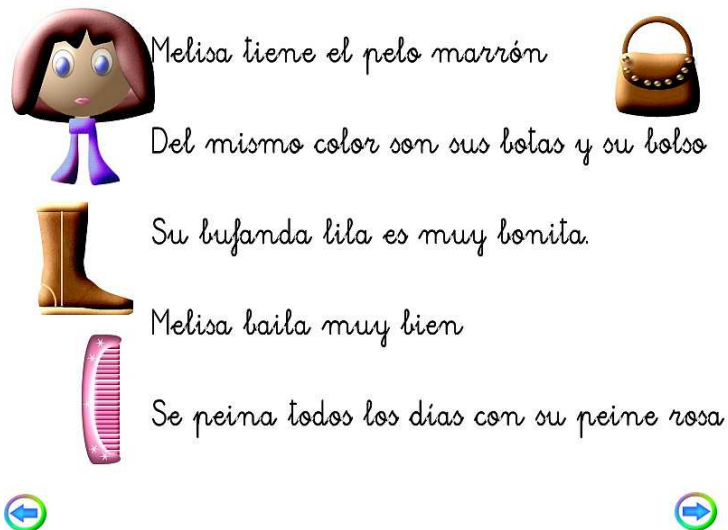 Melisa tiene el pelo marrón
Del mismo color son sus botas y su bolso
Su bufanda lila es muy bonita.
Melisa baila muy bien
Se peina todos los días con su peine rosa